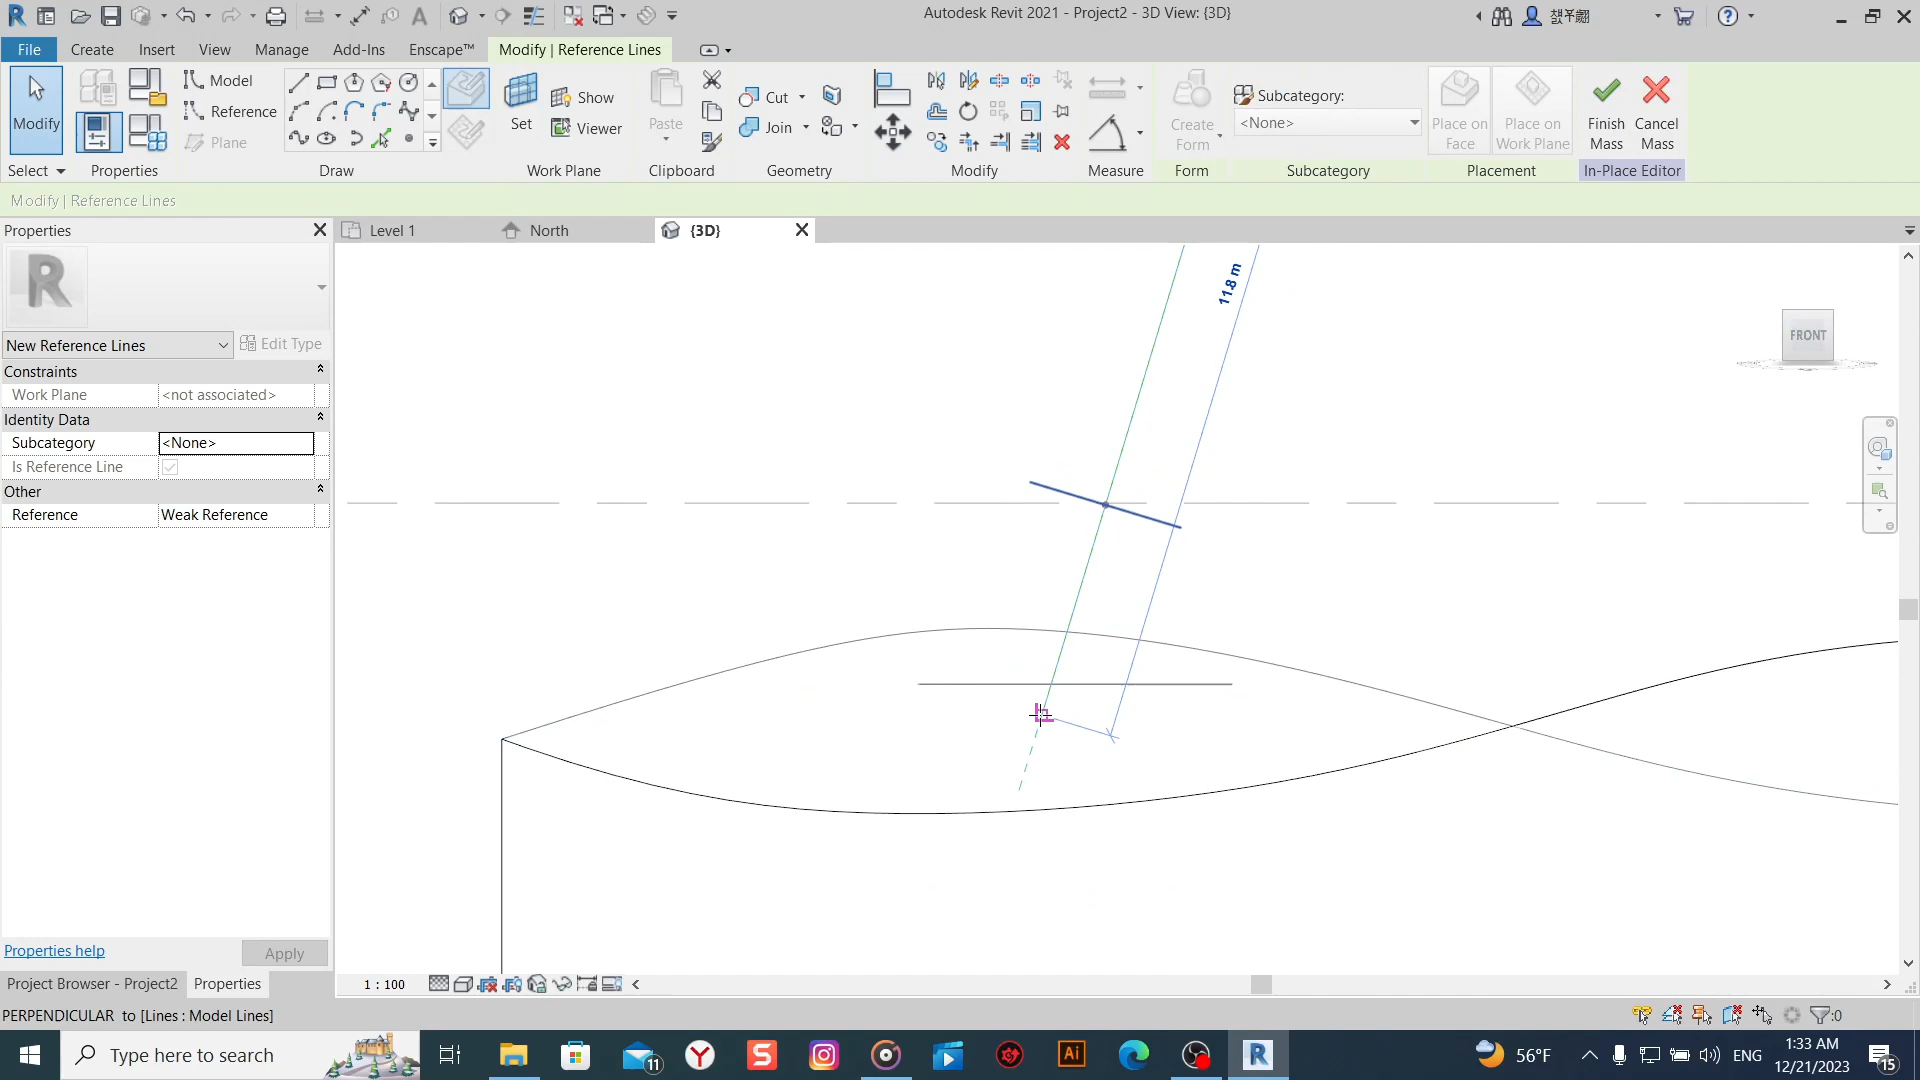 Autodesk Revit 2021 - Project2 - 3D View: {3D}
File Create Insert View Manage Add-Ins Enscape™ Modify | Reference Lines
Modify
Model
Reference
Plane
Set
Show
Viewer
Paste
Cut
Join
Create
Form
Subcategory:
<None>
Place on
Face
Place on
Work Plane
Finish
Mass
Cancel
Mass
Select Properties Draw Work Plane Clipboard Geometry Modify Measure Form Subcategory Placement In-Place Editor
Modify | Reference Lines
Properties
Level 1 North {3D}
New Reference Lines Edit Type
Constraints
Work Plane <not associated>
Identity Data
Subcategory <None>
Is Reference Line
Other
Reference Weak Reference
11.8 m
FRONT
Properties help Apply
Project Browser - Project2 Properties
1 : 100
PERPENDICULAR to [Lines : Model Lines]
:0
Type here to search
11
56°F
ENG
1:33 AM
12/21/2023
15